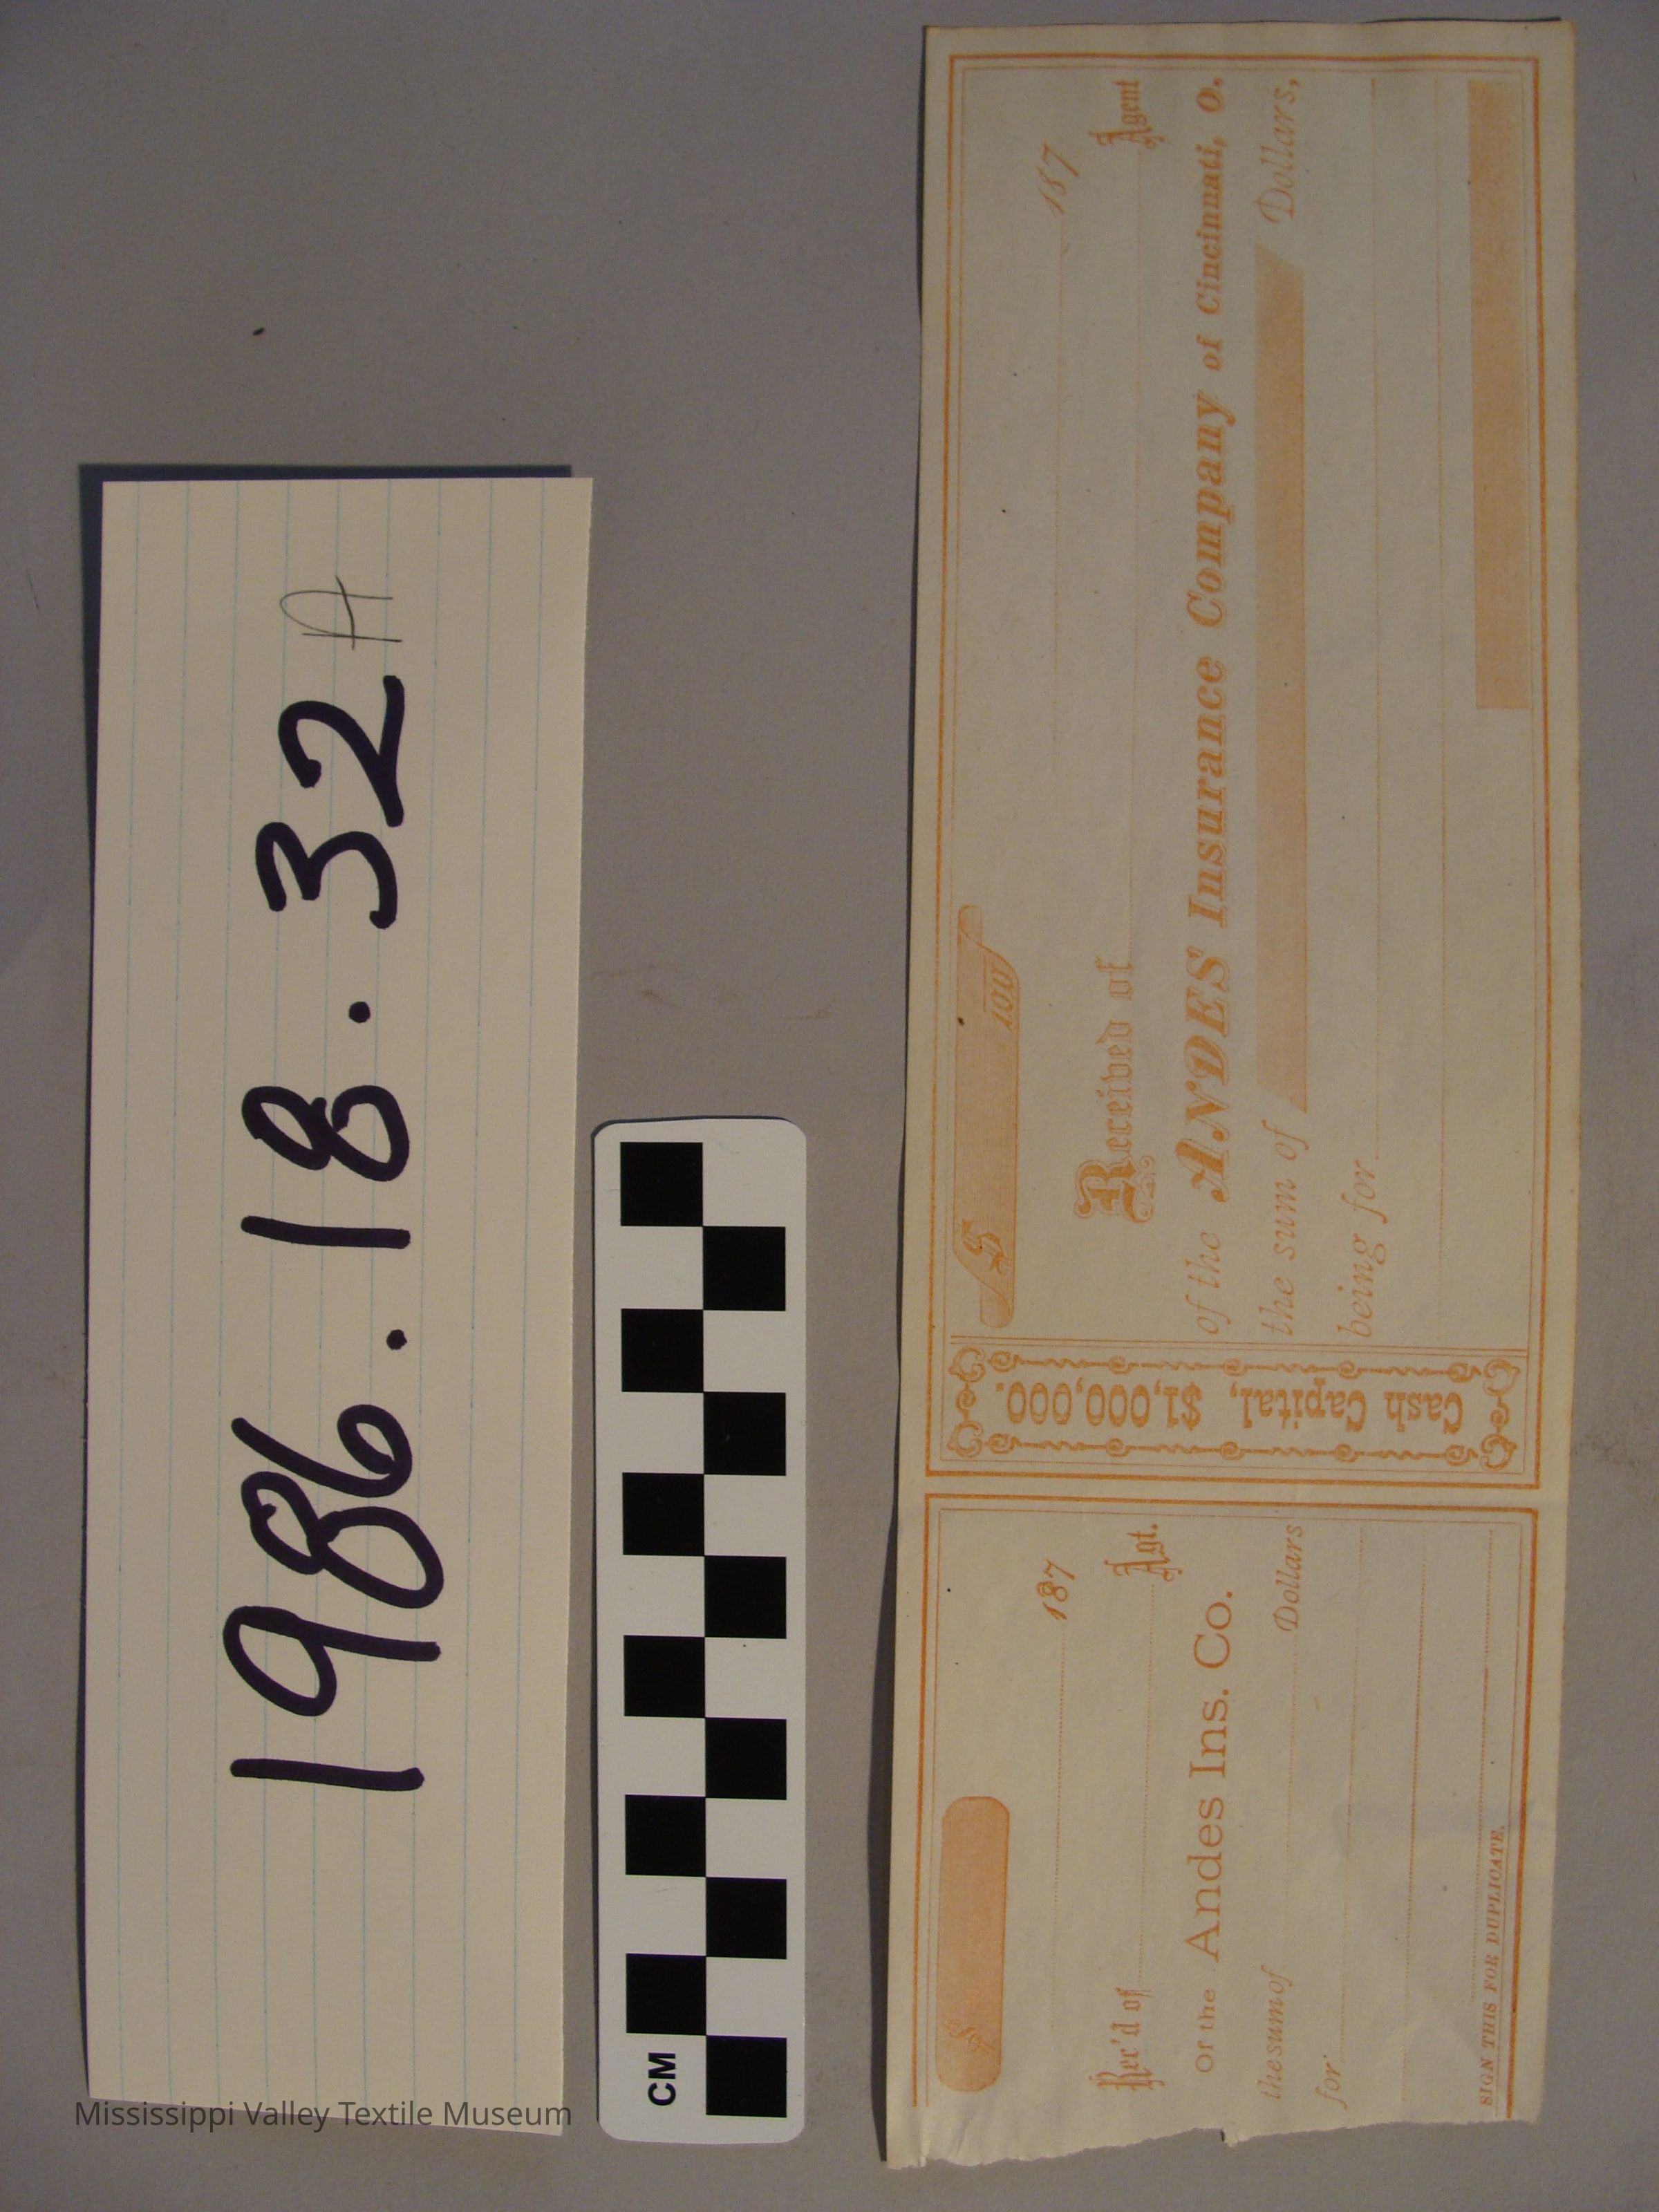 1986.18.32A
CM
$
187
Rec'd of Agt.
Of the Andes Ins. Co.
the sum of Dollars
for
SIGN THIS FOR DUPLICATE.
Cash Capital, $1,000,000.
$ 100
187
Received of Agent
of the ANDES Insurance Company of Cincinnati, O.
the sum of Dollars,
being for
Mississippi Valley Textile Museum